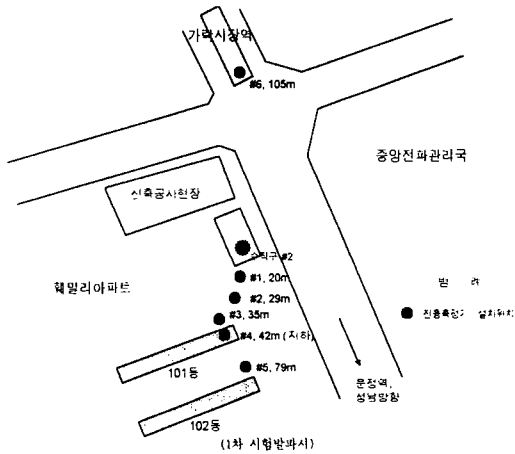 가락시장역
#6, 105m
중앙전파관리국
신축공사현장
수직구 #2
#1, 20m
훼밀리아파트
#2, 29m
범 례
#3, 35m
진동측정기 설치위치
#4, 42m (지하)
101동
#5, 79m
문정역,
성남방향
102동
(1차 시험발파시)